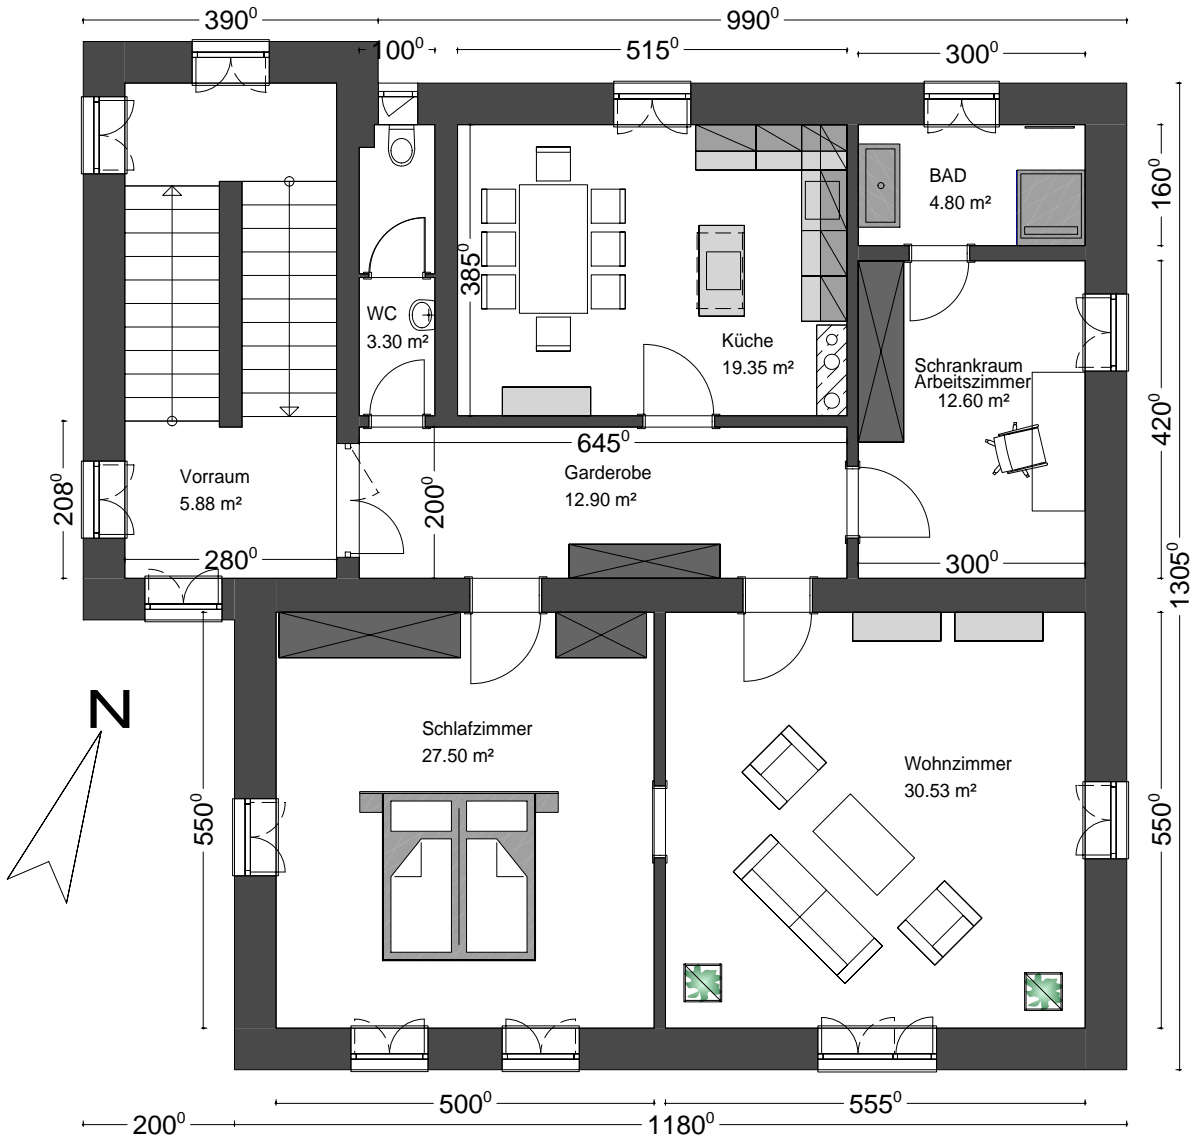 390⁰
990⁰
100⁰
515⁰
300⁰
BAD
4.80 m²
160⁰
385⁰
WC
3.30 m²
Küche
19.35 m²
Schrankraum
Arbeitszimmer
12.60 m²
420⁰
645⁰
Garderobe
12.90 m²
Vorraum
5.88 m²
208⁰
200⁰
280⁰
300⁰
1305⁰
N
Schlafzimmer
27.50 m²
Wohnzimmer
30.53 m²
550⁰
550⁰
500⁰
555⁰
200⁰
1180⁰